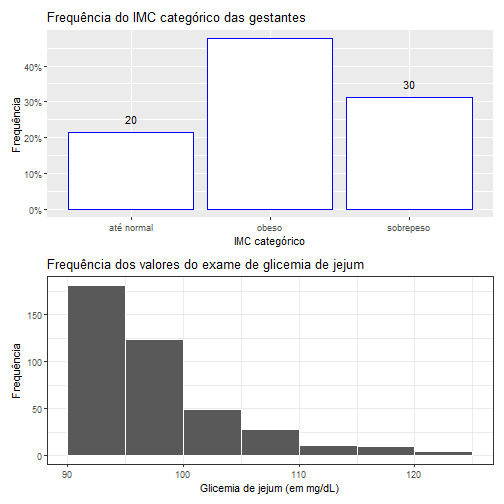 Frequência do IMC categórico das gestantes
40%
30%
20%
10%
0%
Frequência
20
30
até normal
obeso
sobrepeso
IMC categórico
Frequência dos valores do exame de glicemia de jejum
150
100
50
0
Frequência
90
100
110
120
Glicemia de jejum (em mg/dL)